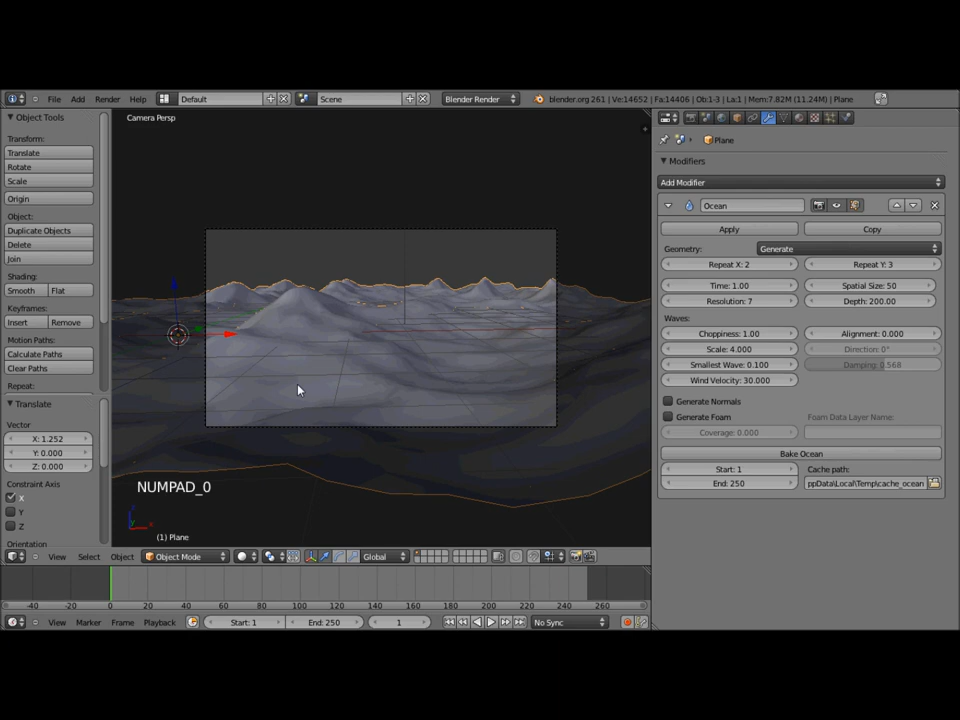 File Add Render Help Default Scene Blender Render blender.org 261 | Ve:14652 | Fa:14406 | Ob:1-3 | La:1 | Mem:7.82M (11.24M) | Plane
Object Tools
Transform:
Translate
Rotate
Scale
Origin
Object:
Duplicate Objects
Delete
Join
Shading:
Smooth Flat
Keyframes:
Insert Remove
Motion Paths:
Calculate Paths
Clear Paths
Repeat:
Translate
Vector
X: 1.252
Y: 0.000
Z: 0.000
Constraint Axis
X
Y
Z
Orientation
Camera Persp
NUMPAD_0
(1) Plane
View Select Object Object Mode Global
-40 -20 0 20 40 60 80 100 120 140 160 180 200 220 240 260
View Marker Frame Playback Start: 1 End: 250 1 No Sync
Plane
Modifiers
Add Modifier
Ocean
Apply Copy
Geometry: Generate
Repeat X: 2 Repeat Y: 3
Time: 1.00 Spatial Size: 50
Resolution: 7 Depth: 200.00
Waves:
Choppiness: 1.00 Alignment: 0.000
Scale: 4.000 Direction: 0°
Smallest Wave: 0.100 Damping: 0.568
Wind Velocity: 30.000
Generate Normals
Generate Foam Foam Data Layer Name:
Coverage: 0.000
Bake Ocean
Start: 1 Cache path:
End: 250 ppData\Local\Temp\cache_ocean